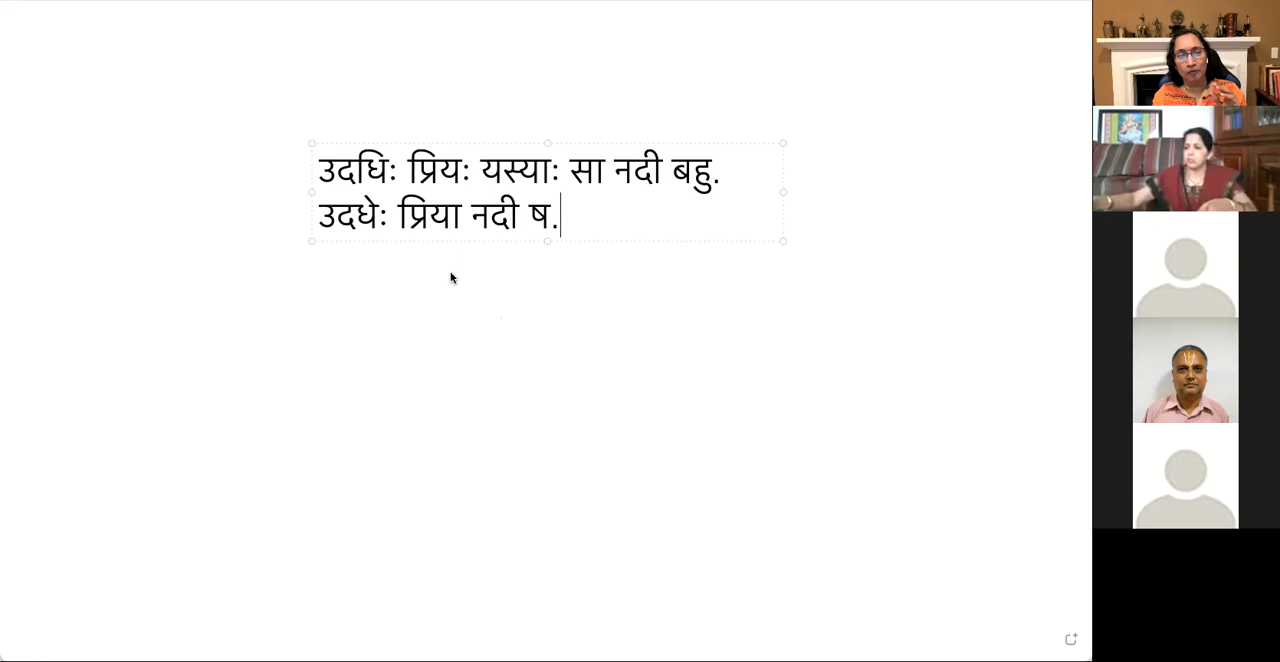 उदधिः प्रियः यस्याः सा नदी बहु.
उदधेः प्रिया नदी ष.